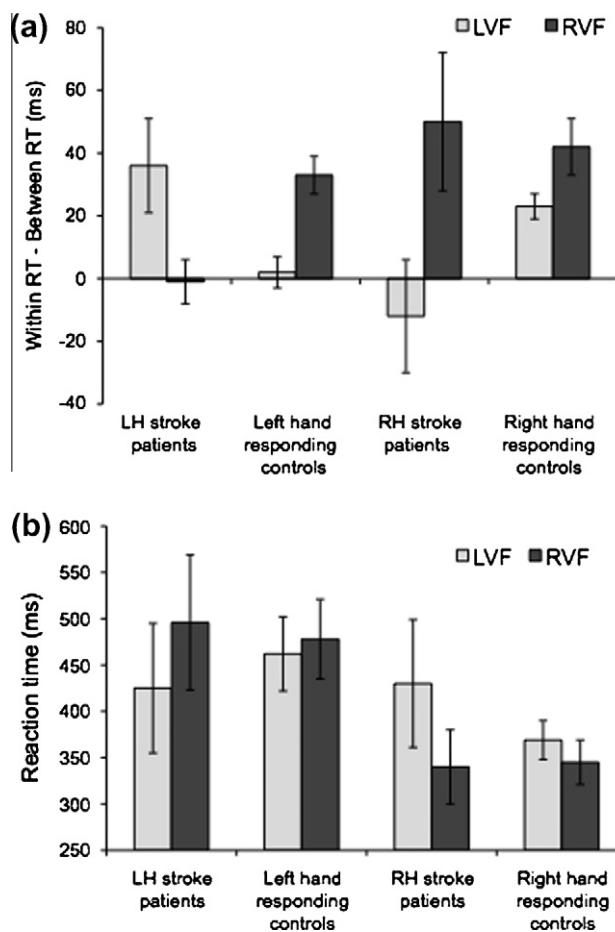 (a)
LVF RVF
Within RT - Between RT (ms)
80
60
40
20
0
-20
-40
LH stroke patients
Left hand responding controls
RH stroke patients
Right hand responding controls
(b)
LVF RVF
Reaction time (ms)
600
550
500
450
400
350
300
250
LH stroke patients
Left hand responding controls
RH stroke patients
Right hand responding controls